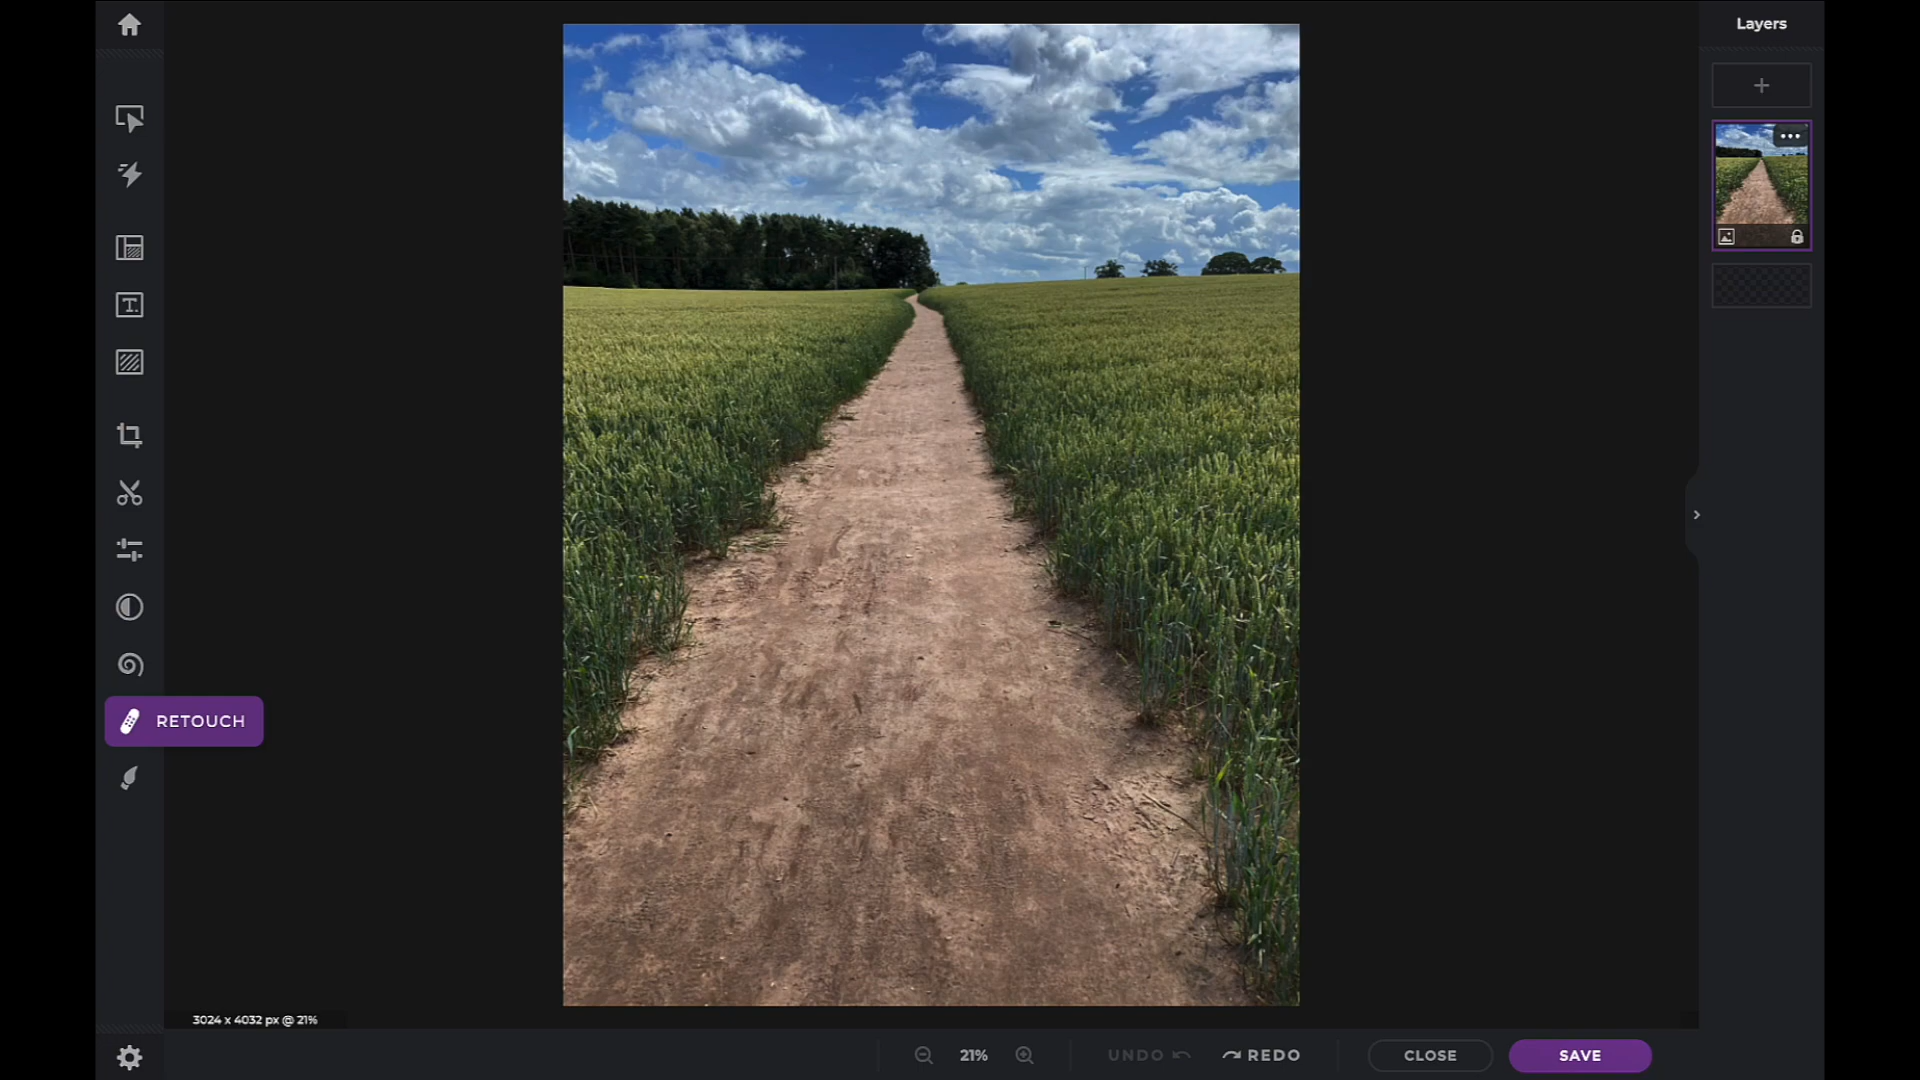 Layers
RETOUCH
3024 x 4032 px @ 21%
21%
UNDO
REDO
CLOSE
SAVE